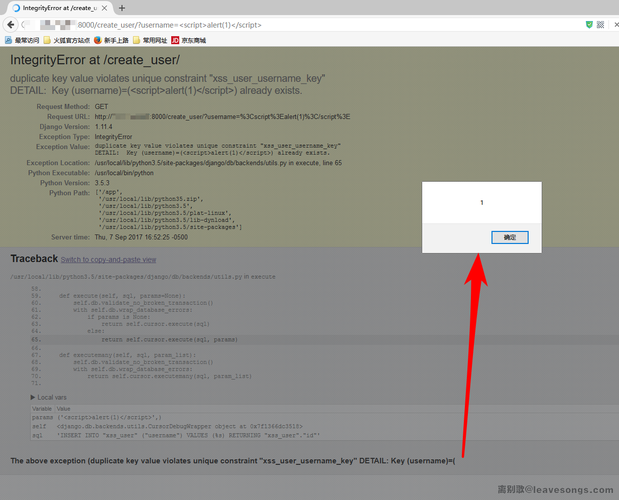 IntegrityError at /create_u
:8000/create_user/?username=<script>alert(1)</script>
最常访问 火狐官方站点 新手上路 常用网址 JD 京东商城
IntegrityError at /create_user/
duplicate key value violates unique constraint "xss_user_username_key"
DETAIL: Key (username)=(<script>alert(1)</script>) already exists.
Request Method: GET
Request URL: http:// :8000/create_user/?username=%3Cscript%3Ealert(1)%3C/script%3E
Django Version: 1.11.4
Exception Type: IntegrityError
Exception Value: duplicate key value violates unique constraint "xss_user_username_key"
DETAIL: Key (username)=(<script>alert(1)</script>) already exists.
Exception Location: /usr/local/lib/python3.5/site-packages/django/db/backends/utils.py in execute, line 65
Python Executable: /usr/local/bin/python
Python Version: 3.5.3
Python Path: ['/app',
'/usr/local/lib/python35.zip',
'/usr/local/lib/python3.5',
'/usr/local/lib/python3.5/plat-linux',
'/usr/local/lib/python3.5/lib-dynload',
'/usr/local/lib/python3.5/site-packages']
Server time: Thu, 7 Sep 2017 16:52:25 -0500
1
确定
Traceback Switch to copy-and-paste view
/usr/local/lib/python3.5/site-packages/django/db/backends/utils.py in execute
58.
59. def execute(self, sql, params=None):
60. self.db.validate_no_broken_transaction()
61. with self.db.wrap_database_errors:
62. if params is None:
63. return self.cursor.execute(sql)
64. else:
65. return self.cursor.execute(sql, params)
66.
67. def executemany(self, sql, param_list):
68. self.db.validate_no_broken_transaction()
69. with self.db.wrap_database_errors:
70. return self.cursor.executemany(sql, param_list)
71.
▶ Local vars
Variable Value
params ('<script>alert(1)</script>',)
self <django.db.backends.utils.CursorDebugWrapper object at
sql 'INSERT INTO "xss_user" ("username") VALUES (%s) RETURNING "xss_user"."id"'
The above exception (duplicate key value violates unique constraint "xss_user_username_key" DETAIL: Key (username)=(
离别歌@leavesongs.com